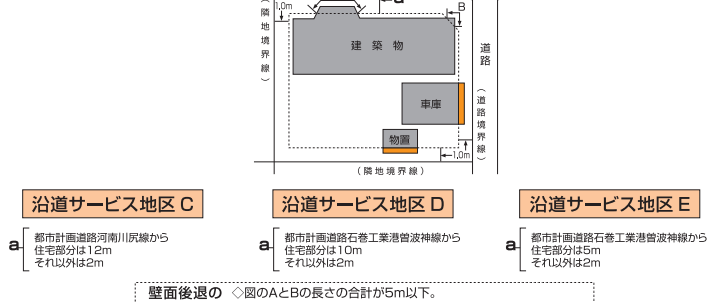 a
B
1.0m
（隣地境界線）
建築物
道路
（道路境界線）
車庫
物置
1.0m
（隣地境界線）
沿道サービス地区C
a 都市計画道路河南川尻線から
住宅部分は12m
それ以外は2m
沿道サービス地区D
a 都市計画道路石巻工業港曽波神線から
住宅部分は10m
それ以外は2m
沿道サービス地区E
a 都市計画道路石巻工業港曽波神線から
住宅部分は5m
それ以外は2m
壁面後退の ◇図のAとBの長さの合計が5m以下。